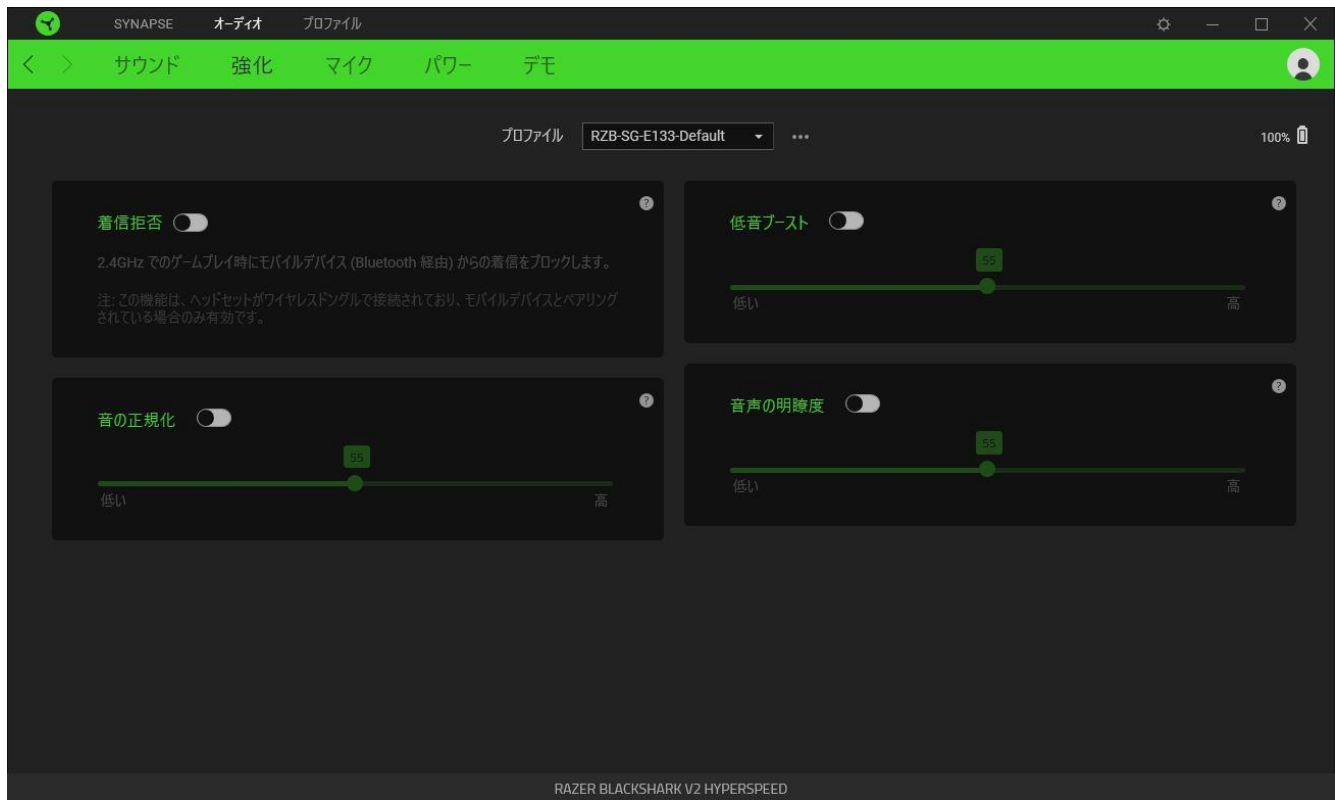 SYNAPSE オーディオ プロファイル
サウンド 強化 マイク パワー デモ
プロファイル RZB-SG-E133-Default ••• 100%
着信拒否
2.4GHz でのゲームプレイ時にモバイルデバイス (Bluetooth 経由) からの着信をブロックします。
注: この機能は、ヘッドセットがワイヤレスドングルで接続されており、モバイルデバイスとペアリング
されている場合のみ有効です。
音の正規化
55
低い 高
低音ブースト
55
低い 高
音声の明瞭度
55
低い 高
RAZER BLACKSHARK V2 HYPERSPEED